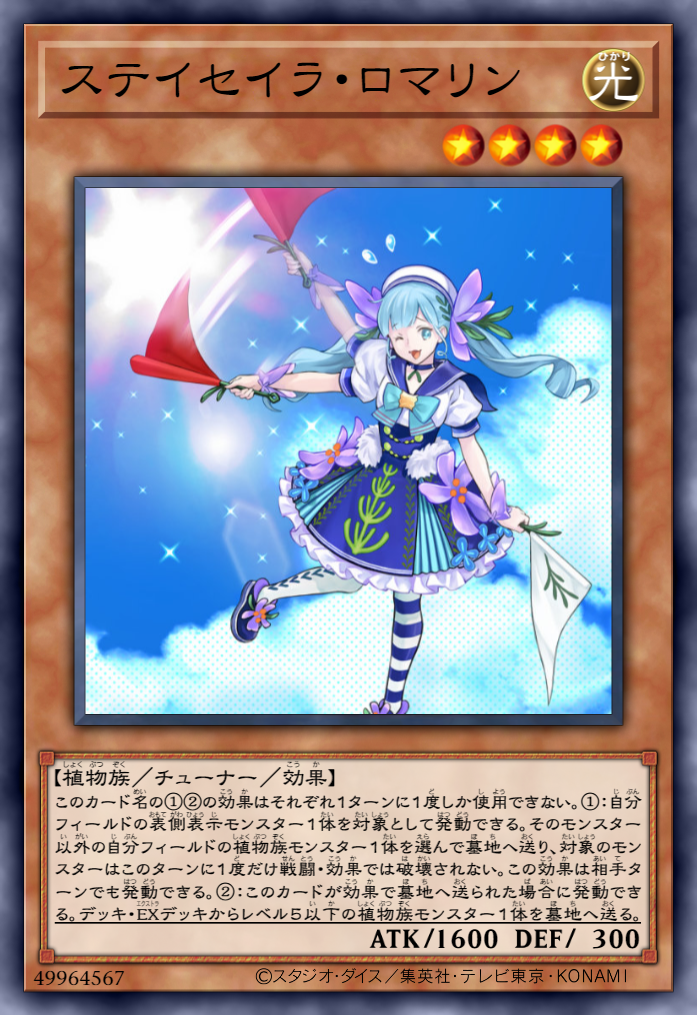 ステイセイラ・ロマリン
ひかり
光
【植物族／チューナー／効果】
このカード名の①②の効果はそれぞれ1ターンに1度しか使用できない。①：自分
フィールドの表側表示モンスター1体を対象として発動できる。そのモンスター
以外の自分フィールドの植物族モンスター1体を選んで墓地へ送り、対象のモン
スターはこのターンに1度だけ戦闘・効果では破壊されない。この効果は相手タ
ーンでも発動できる。②：このカードが効果で墓地へ送られた場合に発動でき
る。デッキ・EXデッキからレベル5以下の植物族モンスター1体を墓地へ送る。
ATK/1600 DEF/ 300
49964567 ©スタジオ・ダイス／集英社・テレビ東京・KONAMI